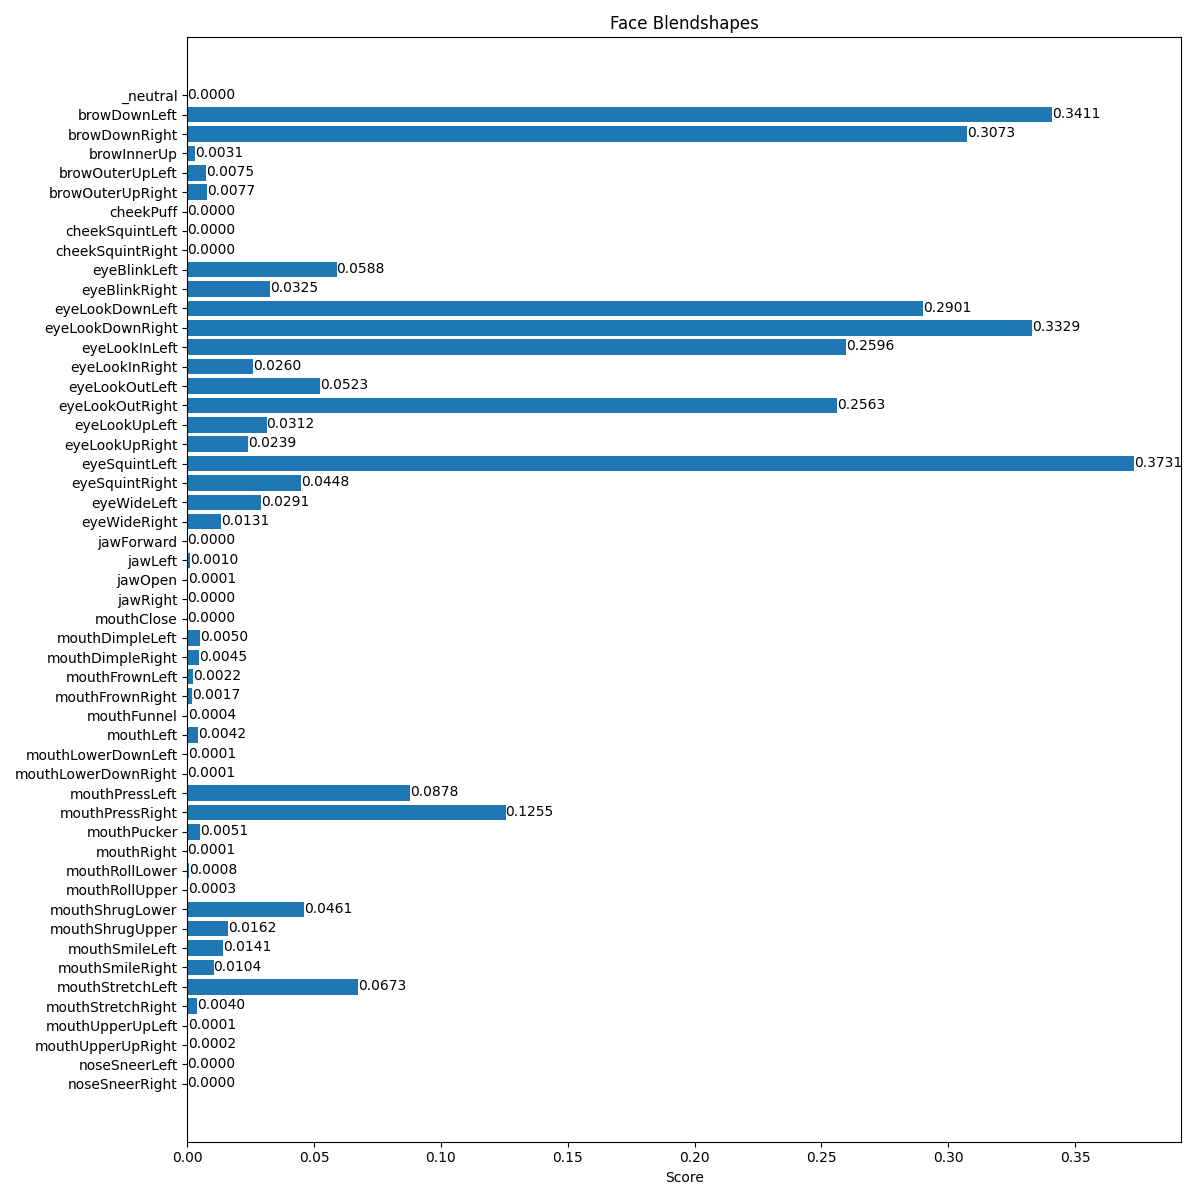 Face Blendshapes
_neutral 0.0000
browDownLeft 0.3411
browDownRight 0.3073
browInnerUp 0.0031
browOuterUpLeft 0.0075
browOuterUpRight 0.0077
cheekPuff 0.0000
cheekSquintLeft 0.0000
cheekSquintRight 0.0000
eyeBlinkLeft 0.0588
eyeBlinkRight 0.0325
eyeLookDownLeft 0.2901
eyeLookDownRight 0.3329
eyeLookInLeft 0.2596
eyeLookInRight 0.0260
eyeLookOutLeft 0.0523
eyeLookOutRight 0.2563
eyeLookUpLeft 0.0312
eyeLookUpRight 0.0239
eyeSquintLeft 0.3731
eyeSquintRight 0.0448
eyeWideLeft 0.0291
eyeWideRight 0.0131
jawForward 0.0000
jawLeft 0.0010
jawOpen 0.0001
jawRight 0.0000
mouthClose 0.0000
mouthDimpleLeft 0.0050
mouthDimpleRight 0.0045
mouthFrownLeft 0.0022
mouthFrownRight 0.0017
mouthFunnel 0.0004
mouthLeft 0.0042
mouthLowerDownLeft 0.0001
mouthLowerDownRight 0.0001
mouthPressLeft 0.0878
mouthPressRight 0.1255
mouthPucker 0.0051
mouthRight 0.0001
mouthRollLower 0.0008
mouthRollUpper 0.0003
mouthShrugLower 0.0461
mouthShrugUpper 0.0162
mouthSmileLeft 0.0141
mouthSmileRight 0.0104
mouthStretchLeft 0.0673
mouthStretchRight 0.0040
mouthUpperUpLeft 0.0001
mouthUpperUpRight 0.0002
noseSneerLeft 0.0000
noseSneerRight 0.0000
0.00 0.05 0.10 0.15 0.20 0.25 0.30 0.35
Score